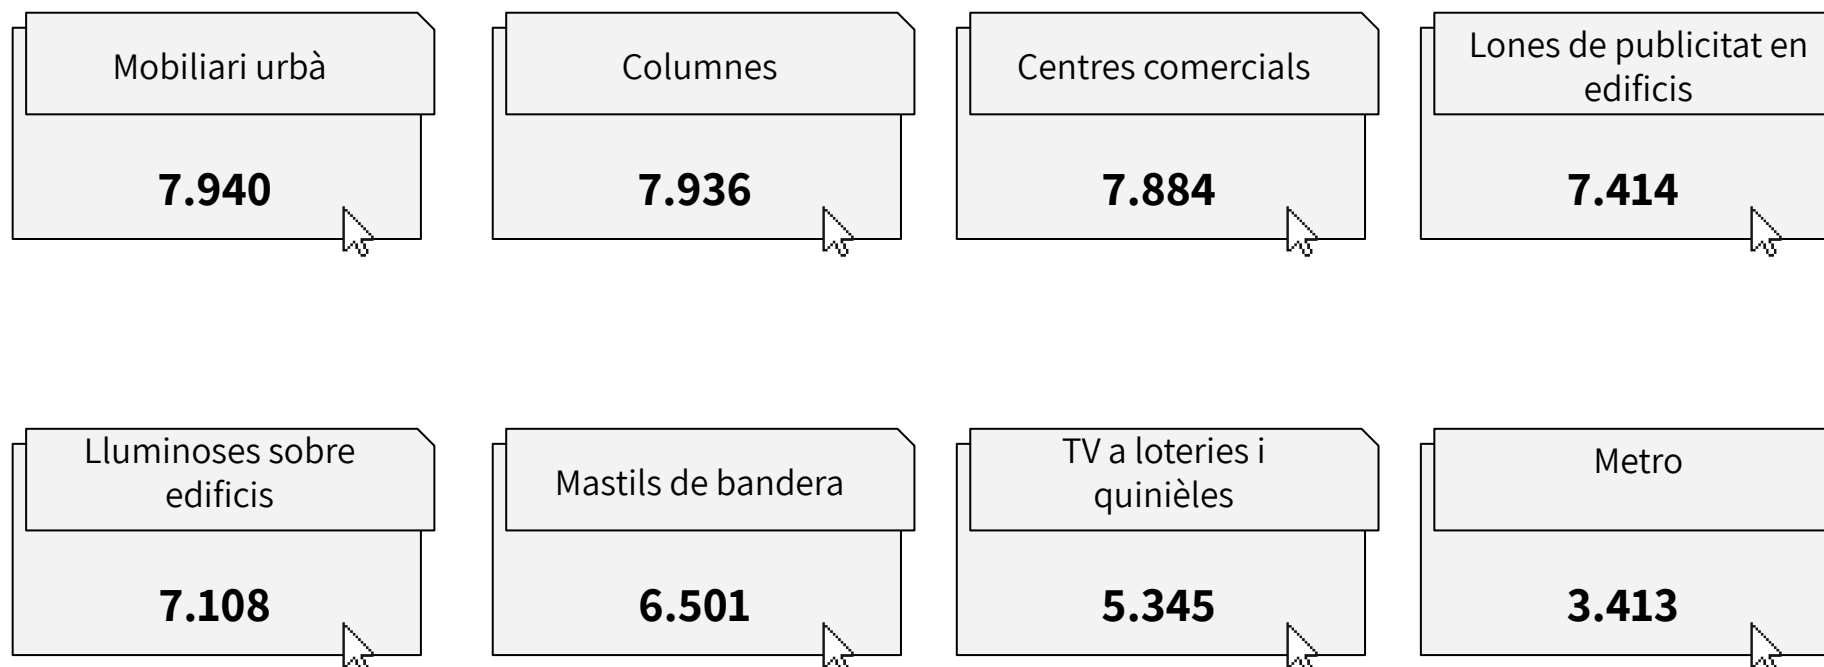 Mobiliari urbà
7.940
Columnes
7.936
Centres comercials
7.884
Lones de publicitat en
edificis
7.414
Lluminoses sobre
edificis
7.108
Mastils de bandera
6.501
TV a loteries i
quinièles
5.345
Metro
3.413